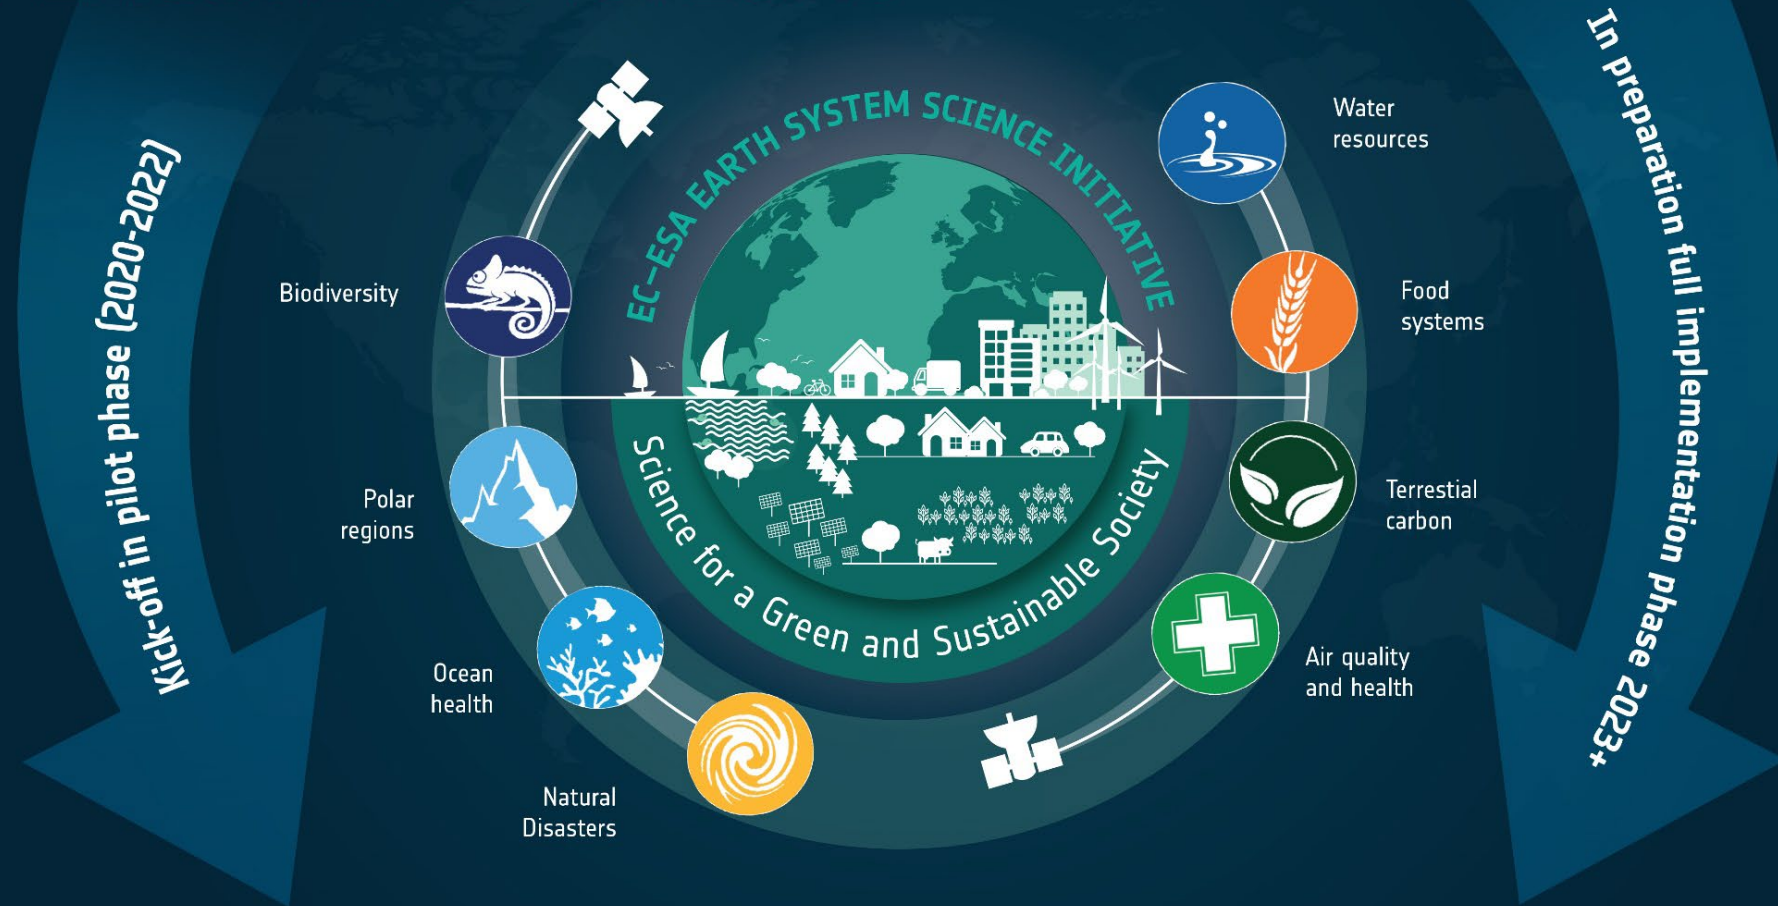 Kick-off in pilot phase (2020-2022)
Biodiversity
Polar
regions
Ocean
health
Natural
Disasters
EC-ESA EARTH SYSTEM SCIENCE INITIATIVE
Science for a Green and Sustainable Society
Water
resources
Food
systems
Terrestial
carbon
Air quality
and health
In preparation full implementation phase 2023+